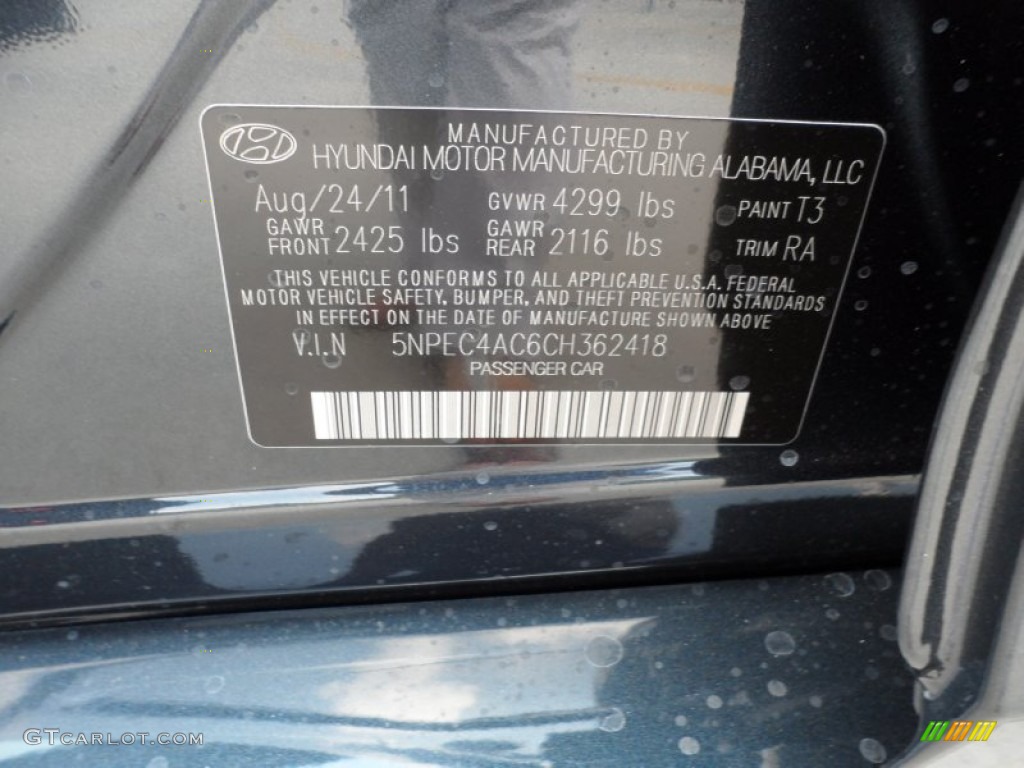 MANUFACTURED BY
HYUNDAI MOTOR MANUFACTURING ALABAMA, LLC
Aug/24/11 GVWR 4299 lbs PAINT T3
GAWR FRONT 2425 lbs GAWR REAR 2116 lbs TRIM RA
THIS VEHICLE CONFORMS TO ALL APPLICABLE U.S.A. FEDERAL
MOTOR VEHICLE SAFETY, BUMPER, AND THEFT PREVENTION STANDARDS
IN EFFECT ON THE DATE OF MANUFACTURE SHOWN ABOVE
V.I.N 5NPEC4AC6CH362418
PASSENGER CAR
GTCARLOT.COM